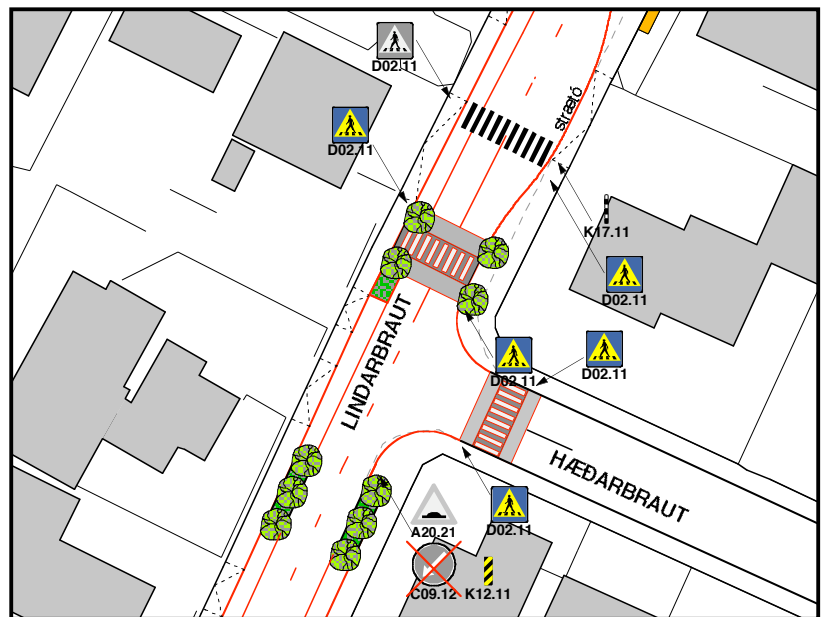 D02.11
D02.11
strætó
K17.11
D02.11
LINDARBRAUT
D02.11
D02.11
HÆÐARBRAUT
A20.21
D02.11
C09.12
K12.11